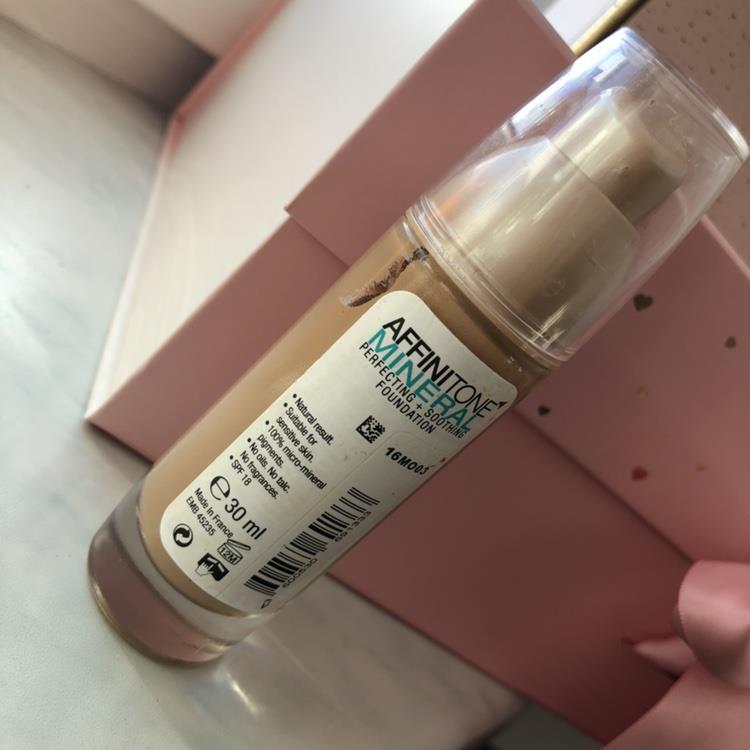 AFFINITONE
MINERAL
PERFECTING + SOOTHING
FOUNDATION
• Natural result.
• Suitable for
sensitive skin.
• 100% micro-mineral
pigments.
• No oils. No talc.
No fragrances.
• SPF 18
e 30 ml
Made in France
EMB 45235
12M